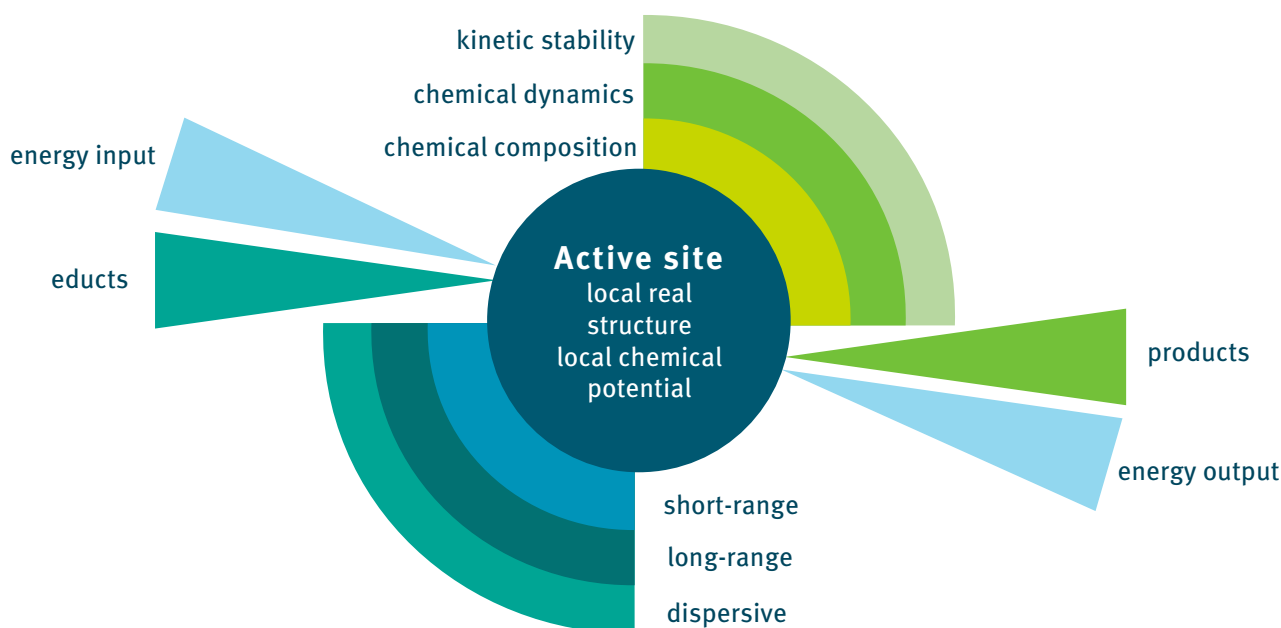 kinetic stability
chemical dynamics
chemical composition
energy input
educts
Active site
local real
structure
local chemical
potential
products
energy output
short-range
long-range
dispersive